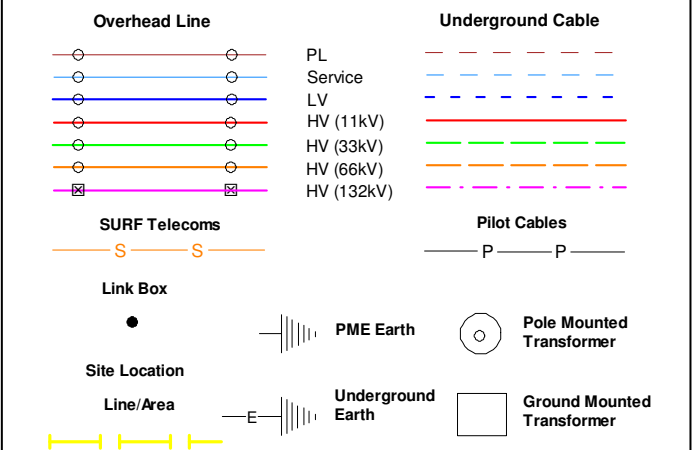 Overhead Line
Underground Cable
PL
Service
LV
HV (11kV)
HV (33kV)
HV (66kV)
HV (132kV)
SURF Telecoms
S S
Pilot Cables
P P
Link Box
PME Earth
Pole Mounted
Transformer
Site Location
Line/Area
E
Underground
Earth
Ground Mounted
Transformer